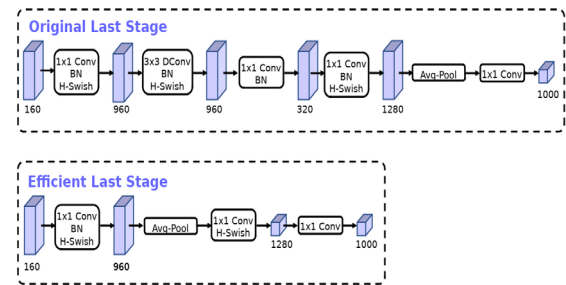 Original Last Stage
1x1 Conv
BN
H-Swish
3x3 DConv
BN
H-Swish
1x1 Conv
BN
1x1 Conv
BN
H-Swish
Avg-Pool
1x1 Conv
160
960
960
320
1280
1000
Efficient Last Stage
1x1 Conv
BN
H-Swish
Avg-Pool
1x1 Conv
H-Swish
1x1 Conv
160
960
1280
1000